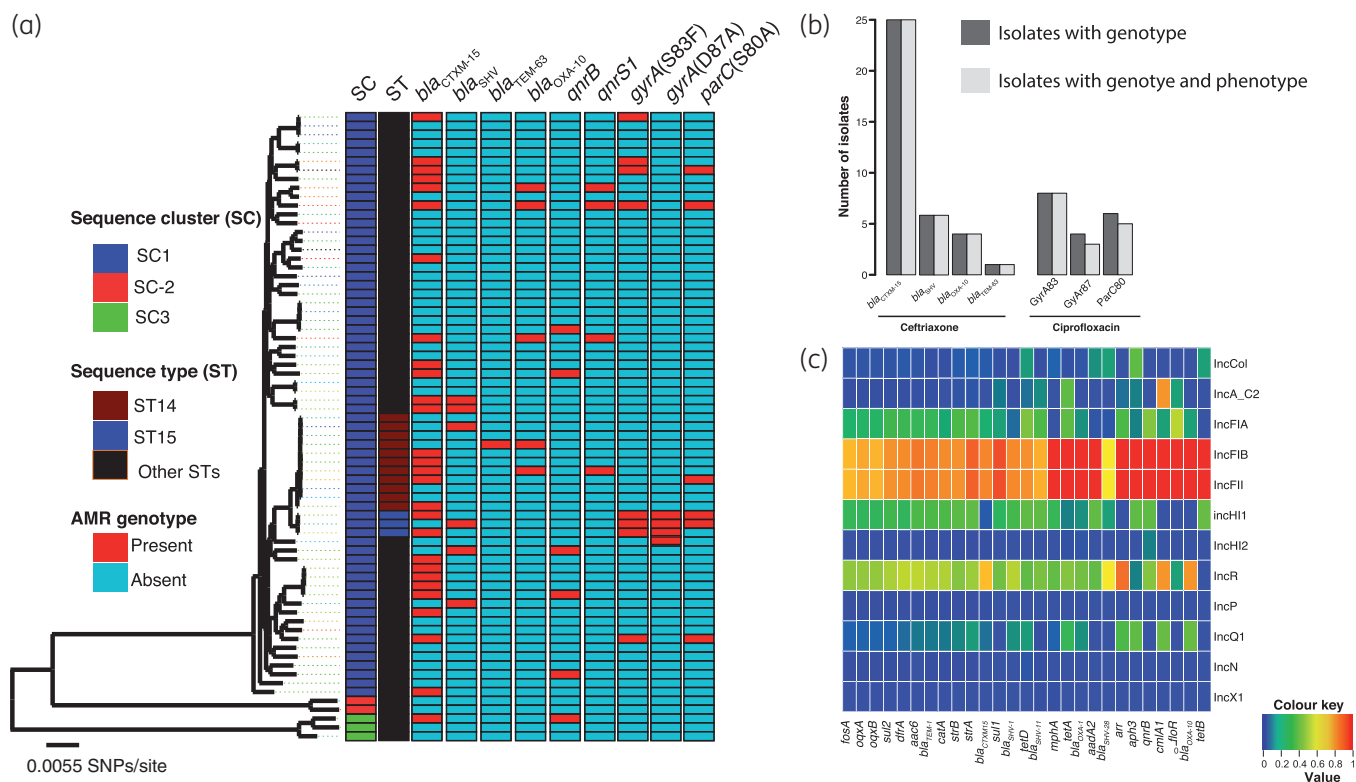 (a)
SC ST blaCTXM-15 blaSHV blaTEM-63 blaOXA-10 qnrB qnrS1 gyrA(S83F) gyrA(D87A) parC(S80A)
Sequence cluster (SC)
SC1
SC-2
SC3
Sequence type (ST)
ST14
ST15
Other STs
AMR genotype
Present
Absent
0.0055 SNPs/site
(b)
Number of isolates
25
20
15
10
5
0
Isolates with genotype
Isolates with genotye and phenotype
blaCTXM-15 blaSHV blaOXA-10 blaTEM-63 GyrA83 GyAr87 ParC80
Ceftriaxone Ciprofloxacin
(c)
IncCol
IncA_C2
IncFIA
IncFIB
IncFII
incHI1
IncHI2
IncR
IncP
IncQ1
IncN
IncX1
fosA oqxA oqxB sul2 dfrA aac6 blaTEM-1 catA strB strA blaCTXM15 sul1 blaSHV-1 tetD blaSHV-11 mphA tetA blaOXA-1 aadA2 blaSHV-28 arr aph3 qnrB cmlA1 floR blaOXA-10 tetB
Colour key
0 0.2 0.4 0.6 0.8 1
Value